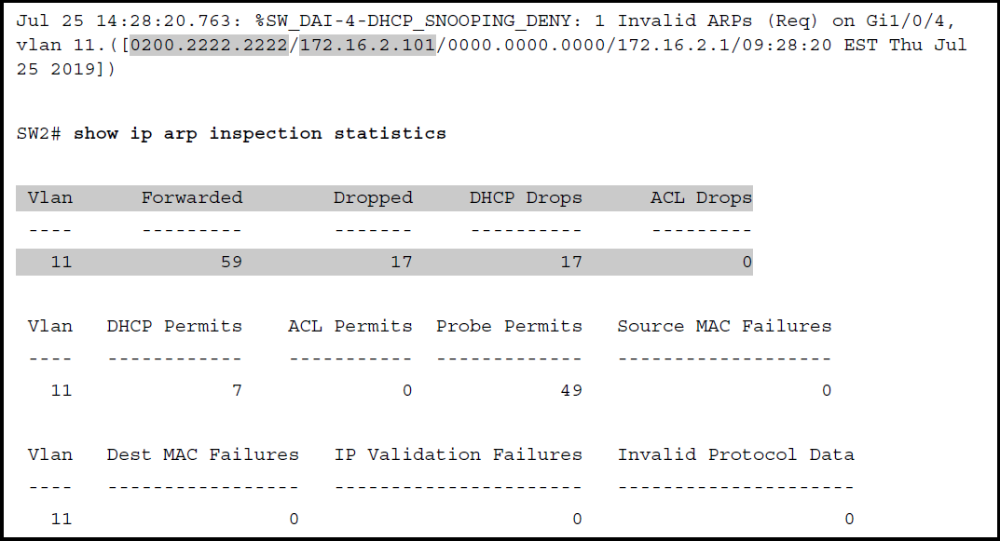 Jul 25 14:28:20.763: %SW_DAI-4-DHCP_SNOOPING_DENY: 1 Invalid ARPs (Req) on Gi1/0/4,
vlan 11.([0200.2222.2222/172.16.2.101/0000.0000.0000/172.16.2.1/09:28:20 EST Thu Jul
25 2019])
SW2# show ip arp inspection statistics
Vlan Forwarded Dropped DHCP Drops ACL Drops
---- --------- ------- ---------- ---------
11 59 17 17 0
Vlan DHCP Permits ACL Permits Probe Permits Source MAC Failures
---- ------------ ----------- ------------- -------------------
11 7 0 49 0
Vlan Dest MAC Failures IP Validation Failures Invalid Protocol Data
---- ----------------- ---------------------- ---------------------
11 0 0 0